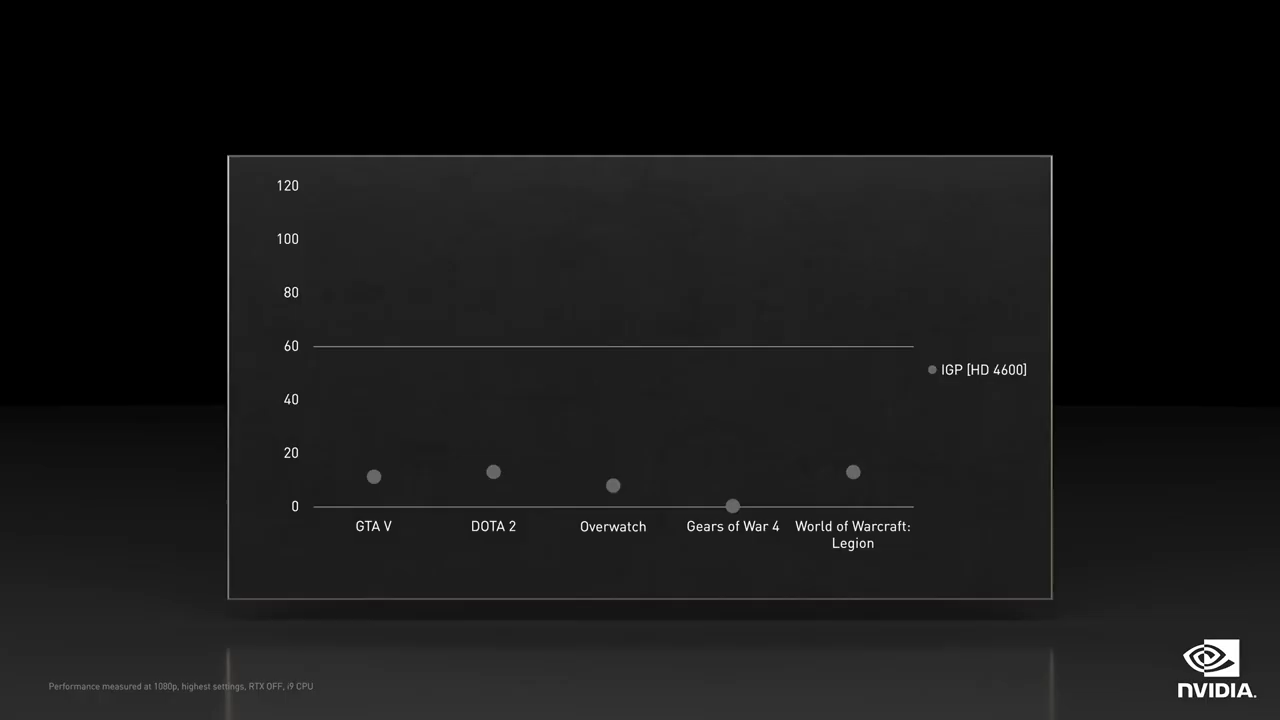 120
100
80
60
IGP [HD 4600]
40
20
0
GTA V
DOTA 2
Overwatch
Gears of War 4
World of Warcraft:
Legion
Performance measured at 1080p, highest settings, RTX OFF, i9 CPU
NVIDIA.